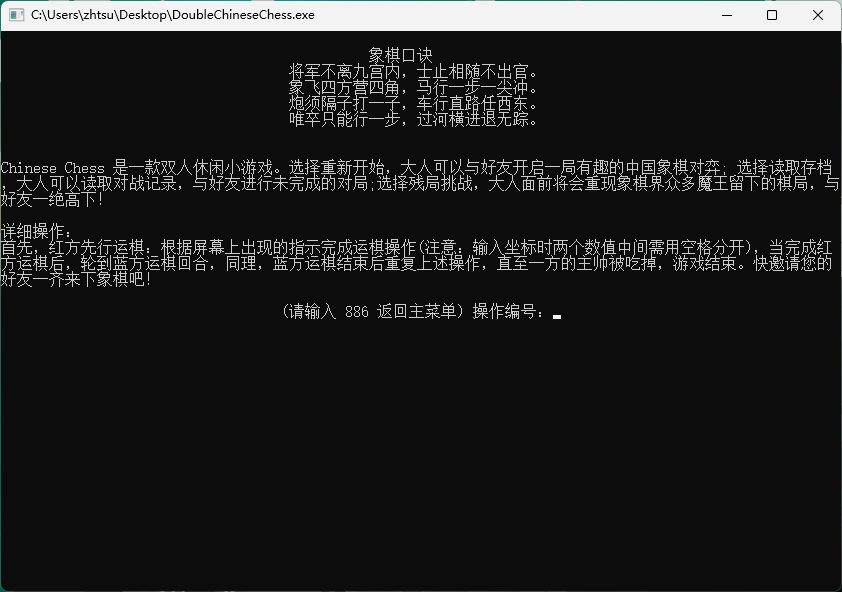 C:\Users\zhtsu\Desktop\DoubleChineseChess.exe
象棋口诀
将军不离九宫内，士止相随不出官。
象飞四方营四角，马行一步一尖冲。
炮须隔子打一子，车行直路任西东。
唯卒只能行一步，过河横进退无踪。
Chinese Chess 是一款双人休闲小游戏。选择重新开始，大人可以与好友开启一局有趣的中国象棋对弈; 选择读取存档
，大人可以读取对战记录，与好友进行未完成的对局;选择残局挑战，大人面前将会重现象棋界众多魔王留下的棋局，与
好友一绝高下！
详细操作：
首先，红方先行运棋：根据屏幕上出现的指示完成运棋操作(注意：输入坐标时两个数值中间需用空格分开)，当完成红
方运棋后，轮到蓝方运棋回合，同理，蓝方运棋结束后重复上述操作，直至一方的王帅被吃掉，游戏结束。快邀请您的
好友一齐来下象棋吧！
(请输入 886 返回主菜单) 操作编号：